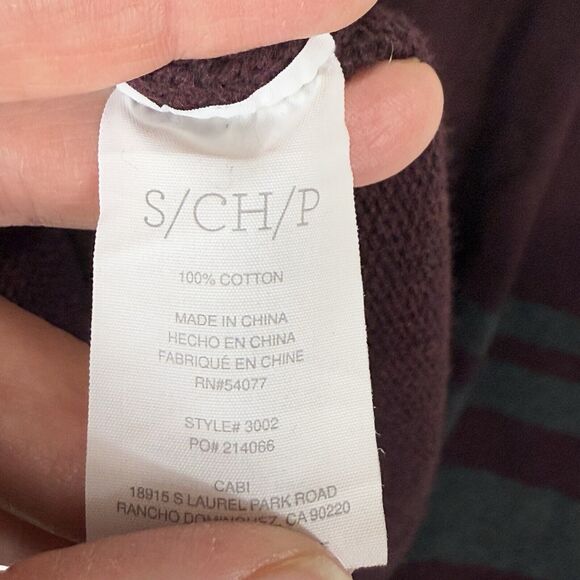 S/CH/P
100% COTTON
MADE IN CHINA
HECHO EN CHINA
FABRIQUÉ EN CHINE
RN#54077
STYLE# 3002
PO# 214066
CABI
18915 S LAUREL PARK ROAD
RANCHO DOMINGUEZ, CA 90220